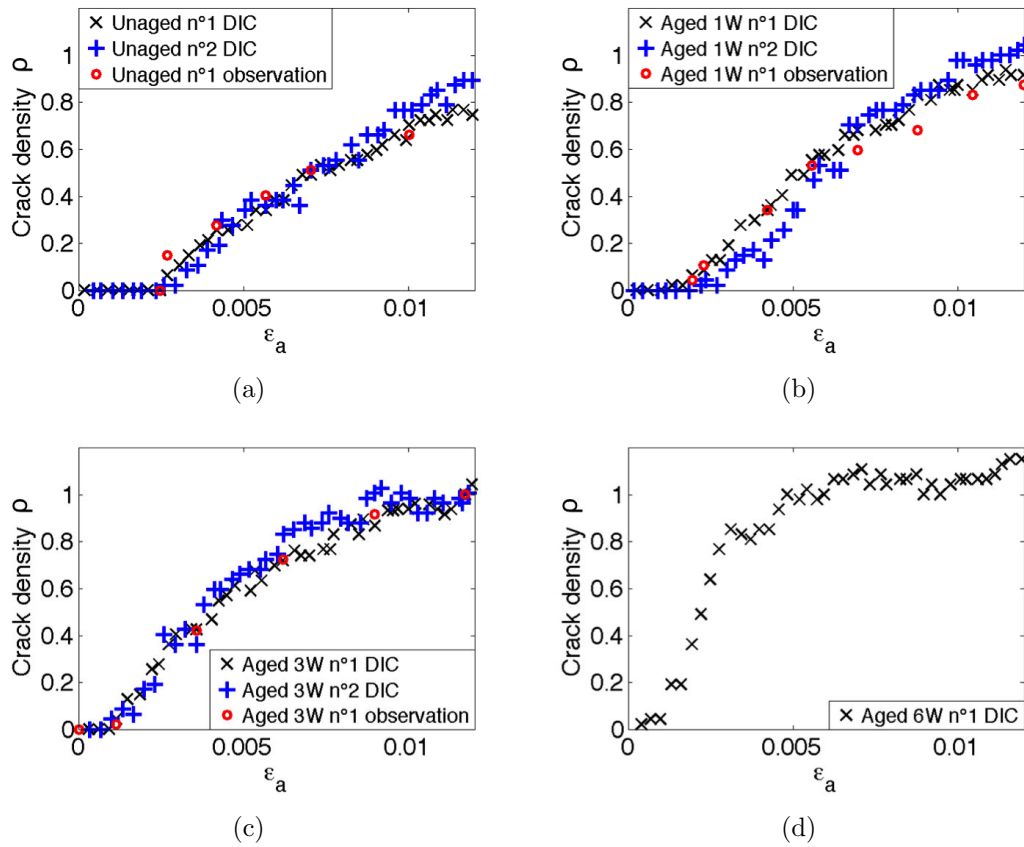 Unaged n°1 DIC
Unaged n°2 DIC
Unaged n°1 observation
Crack density ρ
1
0.8
0.6
0.4
0.2
0
0 0.005 0.01
ε_a
(a)
Aged 1W n°1 DIC
Aged 1W n°2 DIC
Aged 1W n°1 observation
Crack density ρ
1
0.8
0.6
0.4
0.2
0
0 0.005 0.01
ε_a
(b)
Crack density ρ
1
0.8
0.6
0.4
0.2
0
Aged 3W n°1 DIC
Aged 3W n°2 DIC
Aged 3W n°1 observation
0 0.005 0.01
ε_a
(c)
Crack density ρ
1
0.8
0.6
0.4
0.2
0
Aged 6W n°1 DIC
0 0.005 0.01
ε_a
(d)